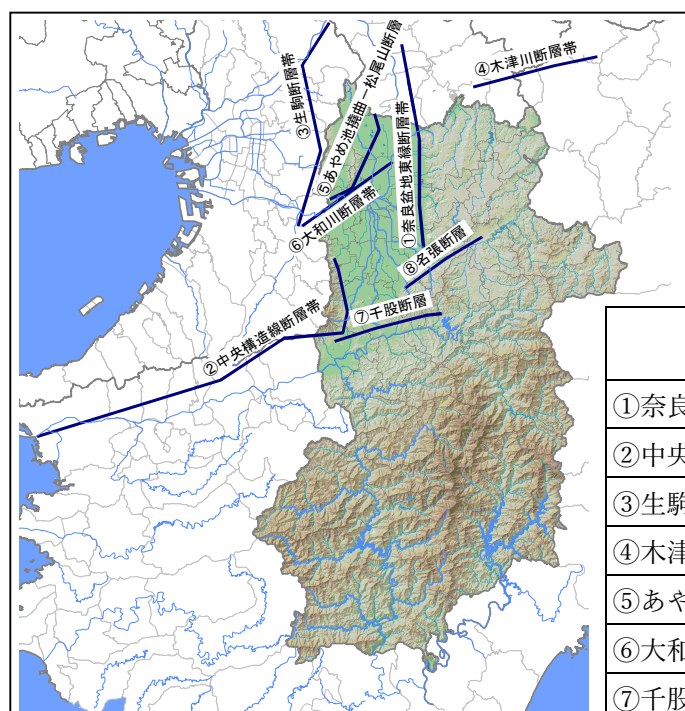 ④木津川断層帯
③生駒断層帯
⑤あやめ池撓曲－松尾山断層
①奈良盆地東縁断層帯
⑥大和川断層帯
⑧名張断層
⑦千股断層
②中央構造線断層帯
①奈良
②中央
③生駒
④木津
⑤あや
⑥大和
⑦千股